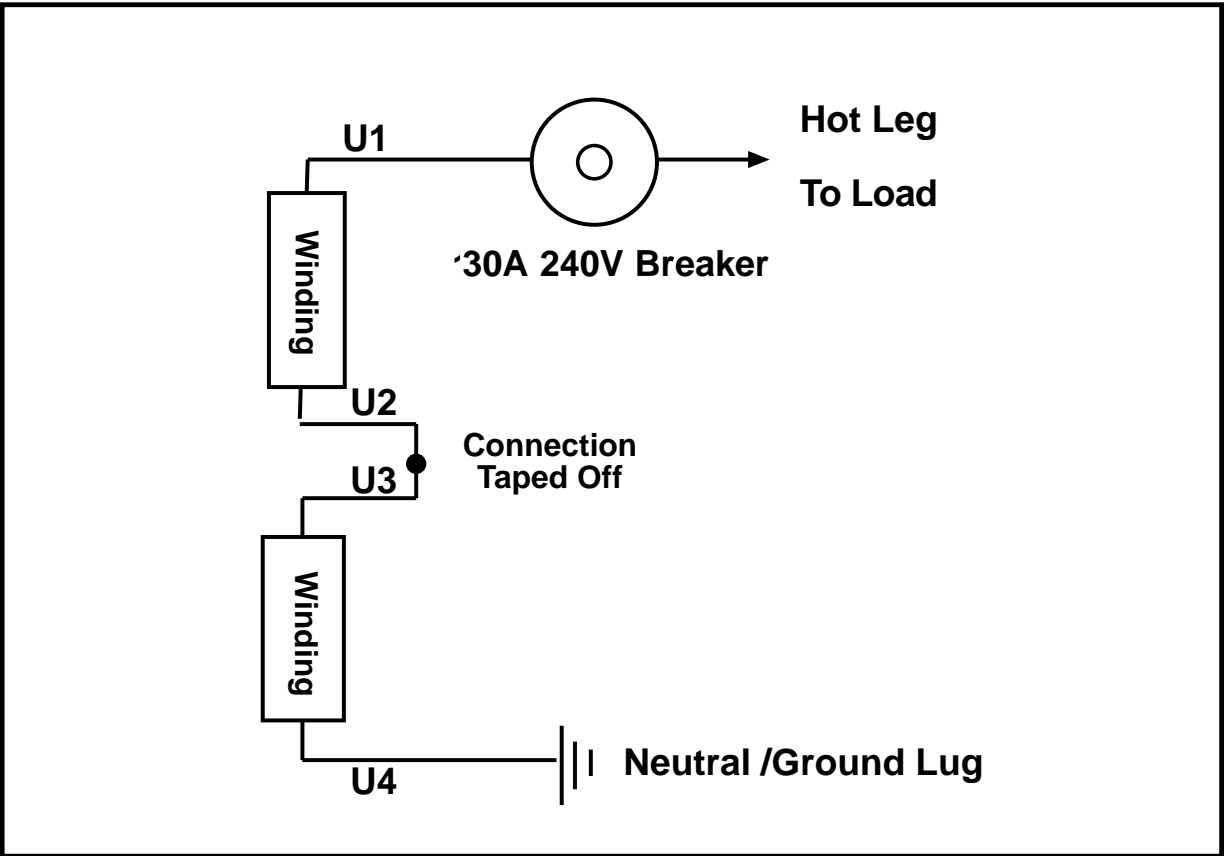 U1
Hot Leg
To Load
Winding
30A 240V Breaker
U2
Connection
Taped Off
U3
Winding
U4
Neutral /Ground Lug